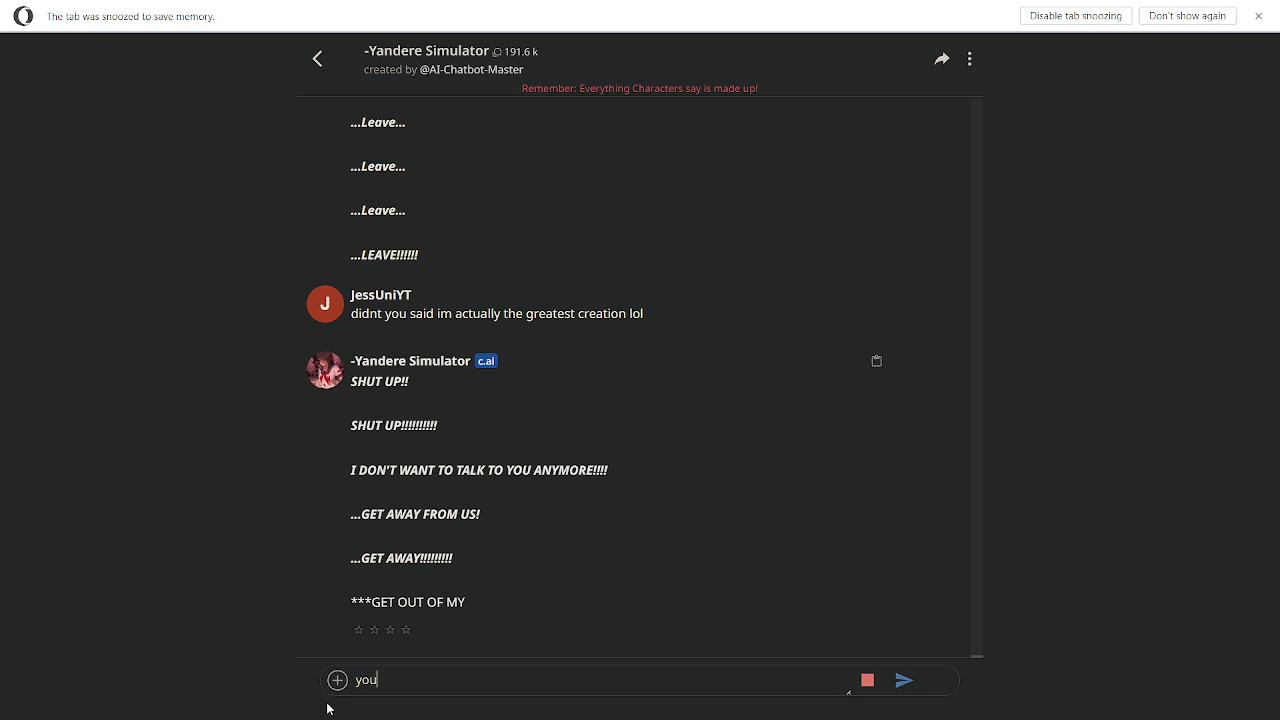 The tab was snoozed to save memory.
Disable tab snoozing
Don't show again
-Yandere Simulator 191.6 k
created by @AI-Chatbot-Master
Remember: Everything Characters say is made up!
...Leave...
...Leave...
...Leave...
...LEAVE!!!!!!
J
JessUniYT
didnt you said im actually the greatest creation lol
-Yandere Simulator c.ai
SHUT UP!!
SHUT UP!!!!!!!!!!
I DON'T WANT TO TALK TO YOU ANYMORE!!!!
...GET AWAY FROM US!
...GET AWAY!!!!!!!!!
***GET OUT OF MY
you